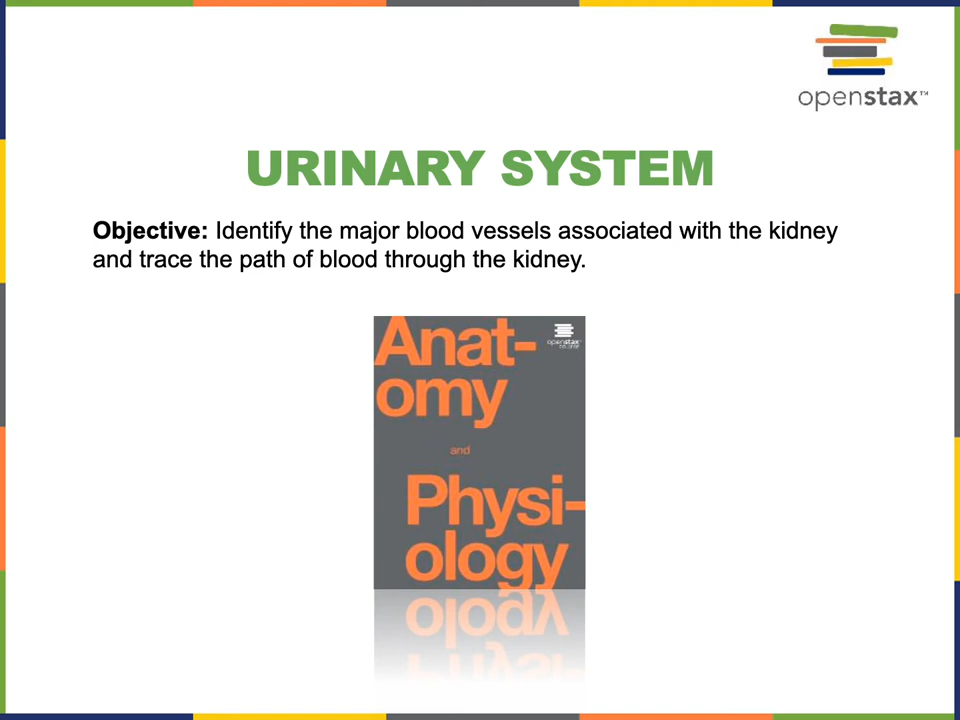 openstax™
URINARY SYSTEM
Objective: Identify the major blood vessels associated with the kidney
and trace the path of blood through the kidney.
Anat-
openstax™
omy
and
Physi-
ology